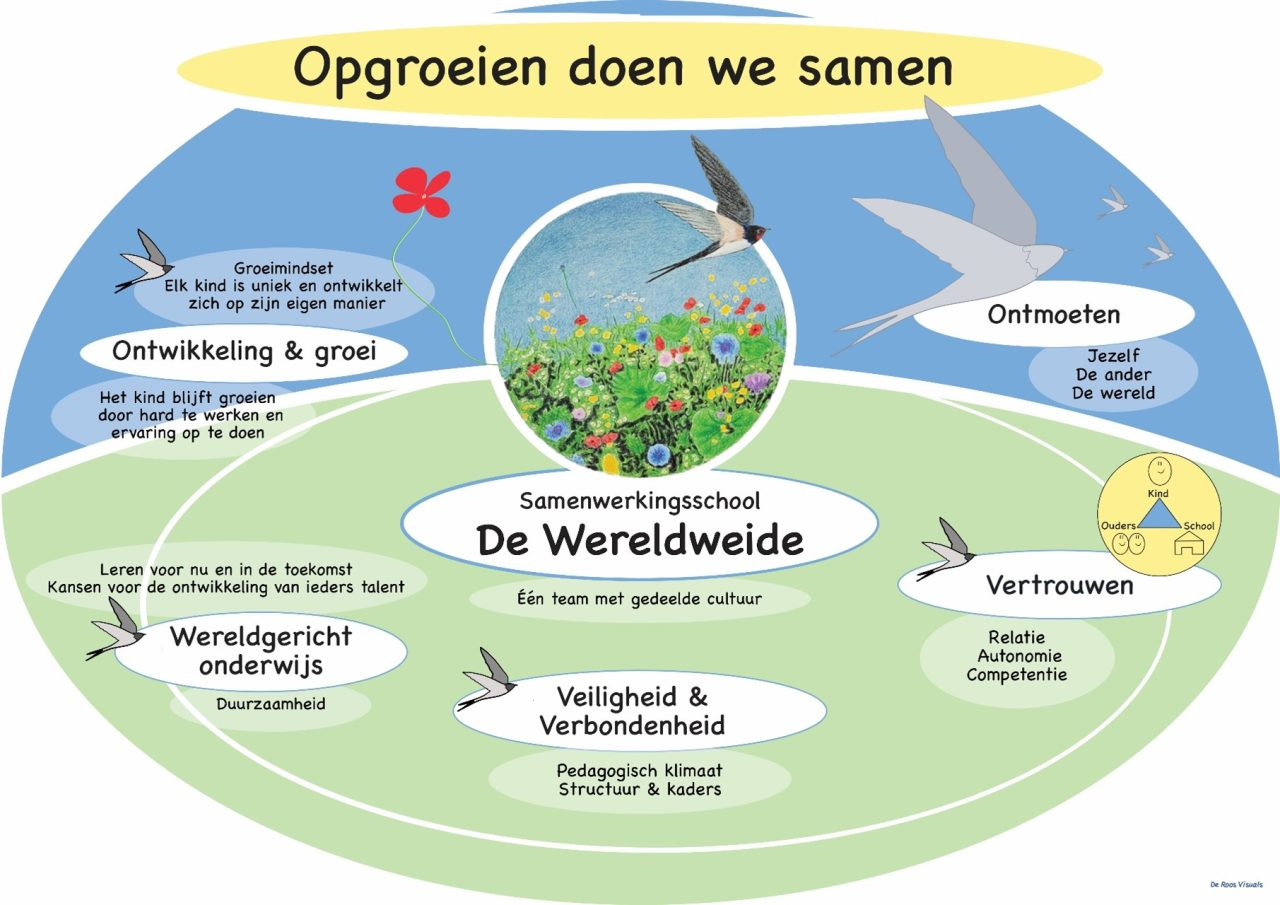 Opgroeien doen we samen
Groeimindset
Elk kind is uniek en ontwikkelt
zich op zijn eigen manier
Ontwikkeling & groei
Het kind blijft groeien
door hard te werken en
ervaring op te doen
Ontmoeten
Jezelf
De ander
De wereld
Samenwerkingsschool
De Wereldweide
Één team met gedeelde cultuur
Kind
Ouders
School
Vertrouwen
Relatie
Autonomie
Competentie
Leren voor nu en in de toekomst
Kansen voor de ontwikkeling van ieders talent
Wereldgericht
onderwijs
Duurzaamheid
Veiligheid &
Verbondenheid
Pedagogisch klimaat
Structuur & kaders
De Roos Visuals